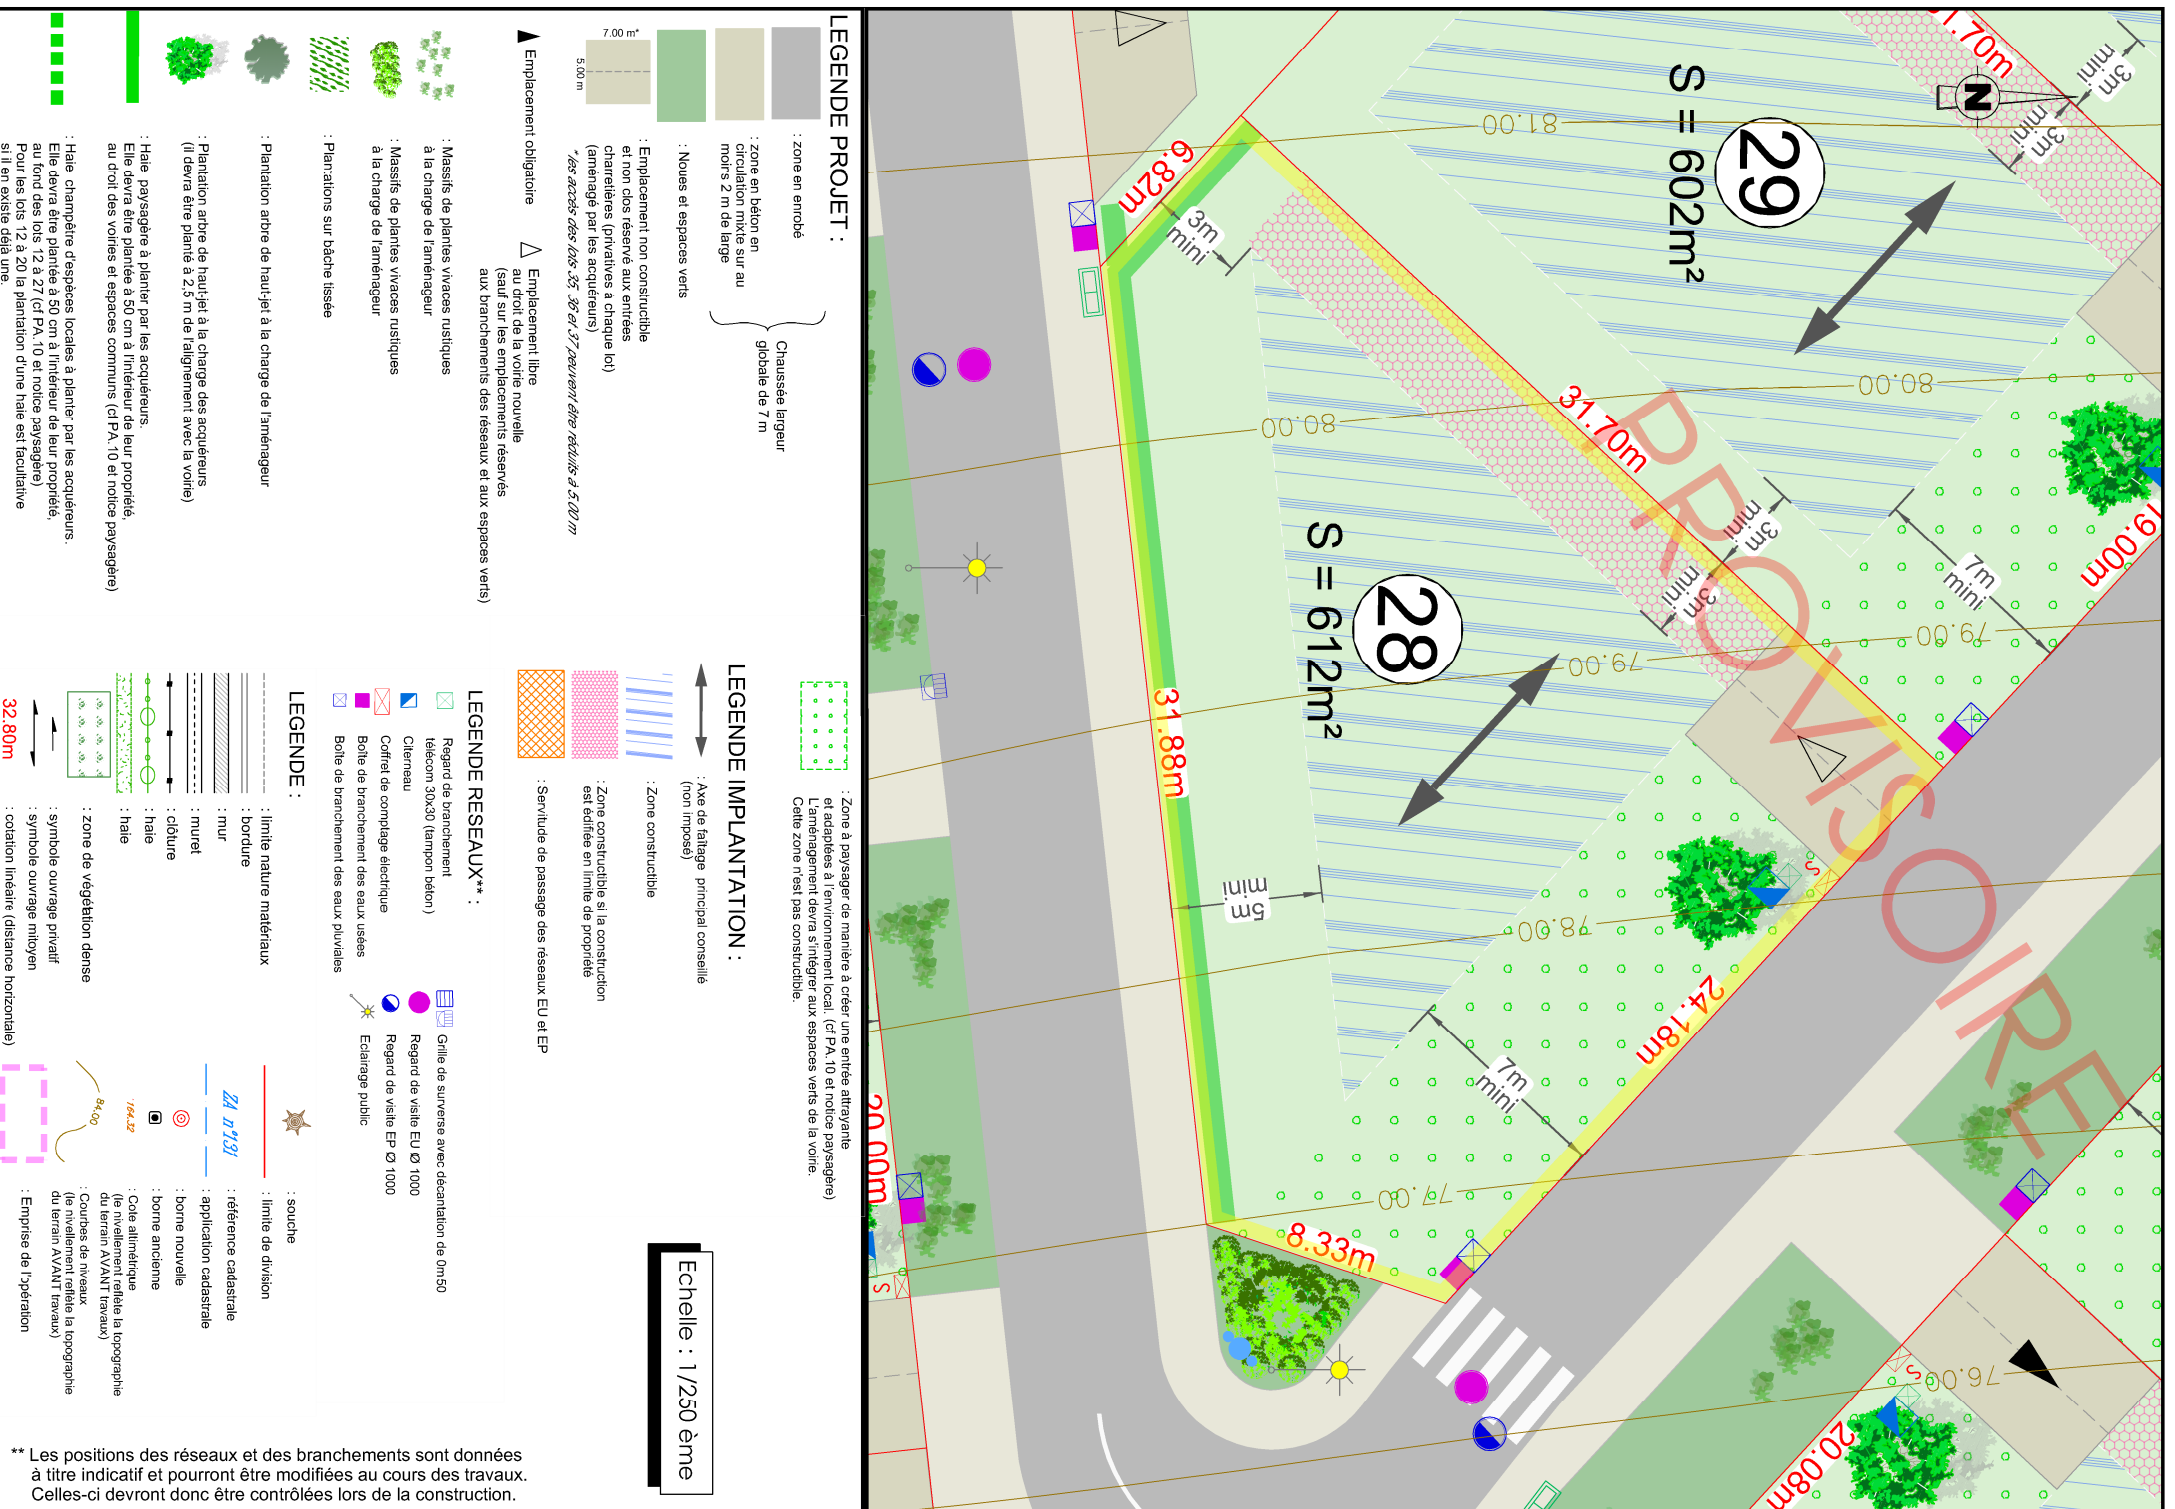 LEGENDE PROJET :
: zone en enrobé
: zone en béton en
circulation mixte sur au
moins 2 m de large
Chaussée largeur
globale de 7 m
: Noues et espaces verts
7.00 m*
5.00 m
: Emplacement non constructible
et non clos réservé aux entrées
charretières (privatives à chaque lot)
(aménagé par les acquéreurs)
*les accès des lots 35, 36 et 37 peuvent être réduits à 5.00 m
Emplacement obligatoire
Emplacement libre
au droit de la voirie nouvelle
(sauf sur les emplacements réservés
aux branchements des réseaux et aux espaces verts)
: Massifs de plantes vivaces rustiques
à la charge de l'aménageur
: Massifs de plantes vivaces rustiques
à la charge de l'aménageur
: Plantations sur bâche tissée
: Plantation arbre de haut-jet à la charge de l'aménageur
: Plantation arbre de haut-jet à la charge des acquéreurs
(il devra être planté à 2,5 m de l'alignement avec la voirie)
: Haie paysagère à planter par les acquéreurs.
Elle devra être plantée à 50 cm à l'intérieur de leur propriété,
au droit des voiries et espaces communs (cf PA.10 et notice paysagère)
: Haie champêtre d'espèces locales à planter par les acquéreurs.
Elle devra être plantée à 50 cm à l'intérieur de leur propriété,
au fond des lots 12 à 27 (cf PA.10 et notice paysagère)
Pour les lots 12 à 20 la plantation d'une haie est facultative
si il en existe déjà une.
: Zone à paysager de manière à créer une entrée attrayante
et adaptées à l'environnement local. (cf PA.10 et notice paysagère)
L'aménagement devra s'intégrer aux espaces verts de la voirie.
Cette zone n'est pas constructible.
LEGENDE IMPLANTATION :
: Axe de faîtage principal conseillé
(non imposé)
: Zone constructible
: Zone constructible si la construction
est édifiée en limite de propriété
: Servitude de passage des réseaux EU et EP
LEGENDE RESEAUX** :
Regard de branchement
télécom 30x30 (tampon béton)
Citerneau
Coffret de comptage électrique
Boîte de branchement des eaux usées
Boîte de branchement des eaux pluviales
Grille de surverse avec décantation de 0m50
Regard de visite EU Ø 1000
Regard de visite EP Ø 1000
Eclairage public
LEGENDE :
: limite nature matériaux
: bordure
: mur
: muret
: clôture
: haie
: haie
: zone de végétation dense
: symbole ouvrage privatif
: symbole ouvrage mitoyen
32.80m
: cotation linéaire (distance horizontale)
: souche
: limite de division
ZA n°131
: référence cadastrale
: application cadastrale
: borne nouvelle
: borne ancienne
164.32
: Cote altimétrique
(le nivellement reflète la topographie
du terrain AVANT travaux)
84.00
: Courbes de niveaux
(le nivellement reflète la topographie
du terrain AVANT travaux)
: Emprise de l'opération
Echelle : 1/250 ème
** Les positions des réseaux et des branchements sont données
à titre indicatif et pourront être modifiées au cours des travaux.
Celles-ci devront donc être contrôlées lors de la construction.
PROVISOIRE
N
29
S = 602m²
28
S = 612m²
31.70m
6.82m
31.70m
31.88m
24.18m
8.33m
19.00m
20.00m
20.08m
3m
mini
3m
mini
3m
mini
3m
mini
3m
mini
5m
mini
7m
mini
7m
mini
81.00
80.00
80.00
79.00
79.00
78.00
77.00
76.00
S
S
S